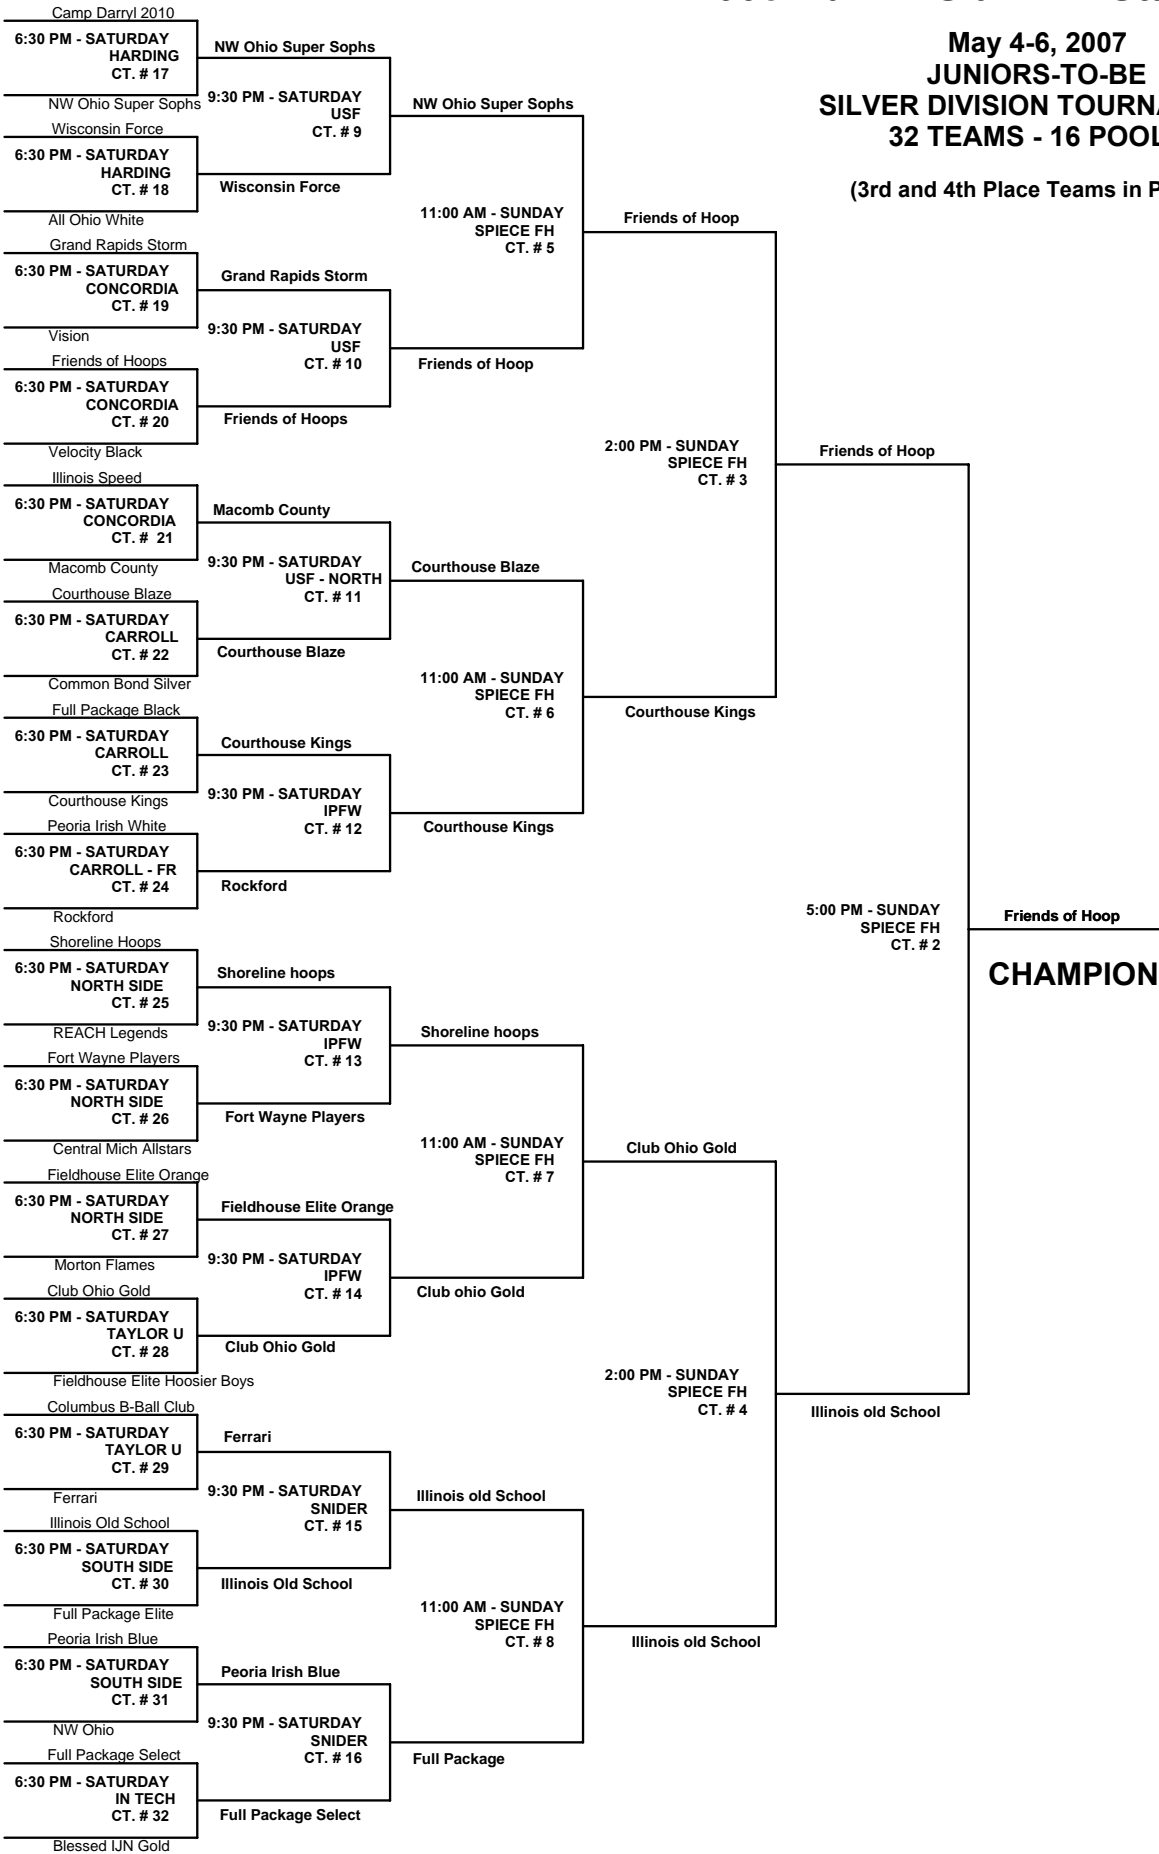 May 4-6, 2007
JUNIORS-TO-BE
SILVER DIVISION
32 TEAMS - 16
(3rd and 4th Place Teams in
Camp Darryl 2010
6:30 PM - SATURDAY
HARDING
CT. # 17
NW Ohio Super Sophs
Wisconsin Force
6:30 PM - SATURDAY
HARDING
CT. # 18
All Ohio White
Grand Rapids Storm
6:30 PM - SATURDAY
CONCORDIA
CT. # 19
Vision
Friends of Hoops
6:30 PM - SATURDAY
CONCORDIA
CT. # 20
Velocity Black
Illinois Speed
6:30 PM - SATURDAY
CONCORDIA
CT. # 21
Macomb County
Courthouse Blaze
6:30 PM - SATURDAY
CARROLL
CT. # 22
Common Bond Silver
Full Package Black
6:30 PM - SATURDAY
CARROLL
CT. # 23
Courthouse Kings
Peoria Irish White
6:30 PM - SATURDAY
CARROLL - FR
CT. # 24
Rockford
Shoreline Hoops
6:30 PM - SATURDAY
NORTH SIDE
CT. # 25
REACH Legends
Fort Wayne Players
6:30 PM - SATURDAY
NORTH SIDE
CT. # 26
Central Mich Allstars
Fieldhouse Elite Orange
6:30 PM - SATURDAY
NORTH SIDE
CT. # 27
Morton Flames
Club Ohio Gold
6:30 PM - SATURDAY
TAYLOR U
CT. # 28
Fieldhouse Elite Hoosier Boys
Columbus B-Ball Club
6:30 PM - SATURDAY
TAYLOR U
CT. # 29
Ferrari
Illinois Old School
6:30 PM - SATURDAY
SOUTH SIDE
CT. # 30
Full Package Elite
Peoria Irish Blue
6:30 PM - SATURDAY
SOUTH SIDE
CT. # 31
NW Ohio
Full Package Select
6:30 PM - SATURDAY
IN TECH
CT. # 32
Blessed IJN Gold
NW Ohio Super Sophs
9:30 PM - SATURDAY
USF
CT. # 9
Wisconsin Force
Grand Rapids Storm
9:30 PM - SATURDAY
USF
CT. # 10
Friends of Hoops
Macomb County
9:30 PM - SATURDAY
USF - NORTH
CT. # 11
Courthouse Blaze
Courthouse Kings
9:30 PM - SATURDAY
IPFW
CT. # 12
Rockford
Shoreline hoops
9:30 PM - SATURDAY
IPFW
CT. # 13
Fort Wayne Players
Fieldhouse Elite Orange
9:30 PM - SATURDAY
IPFW
CT. # 14
Club Ohio Gold
Ferrari
9:30 PM - SATURDAY
SNIDER
CT. # 15
Illinois Old School
Peoria Irish Blue
9:30 PM - SATURDAY
SNIDER
CT. # 16
Full Package Select
NW Ohio Super Sophs
11:00 AM - SUNDAY
SPIECE FH
CT. # 5
Friends of Hoop
Courthouse Blaze
11:00 AM - SUNDAY
SPIECE FH
CT. # 6
Courthouse Kings
Shoreline hoops
11:00 AM - SUNDAY
SPIECE FH
CT. # 7
Club ohio Gold
Illinois old School
11:00 AM - SUNDAY
SPIECE FH
CT. # 8
Full Package
Friends of Hoop
2:00 PM - SUNDAY
SPIECE FH
CT. # 3
Courthouse Kings
Club Ohio Gold
2:00 PM - SUNDAY
SPIECE FH
CT. # 4
Illinois old School
Friends of Hoop
5:00 PM - SUNDAY
SPIECE FH
CT. # 2
Illinois old School
Friends of Hoop
CHAMPION